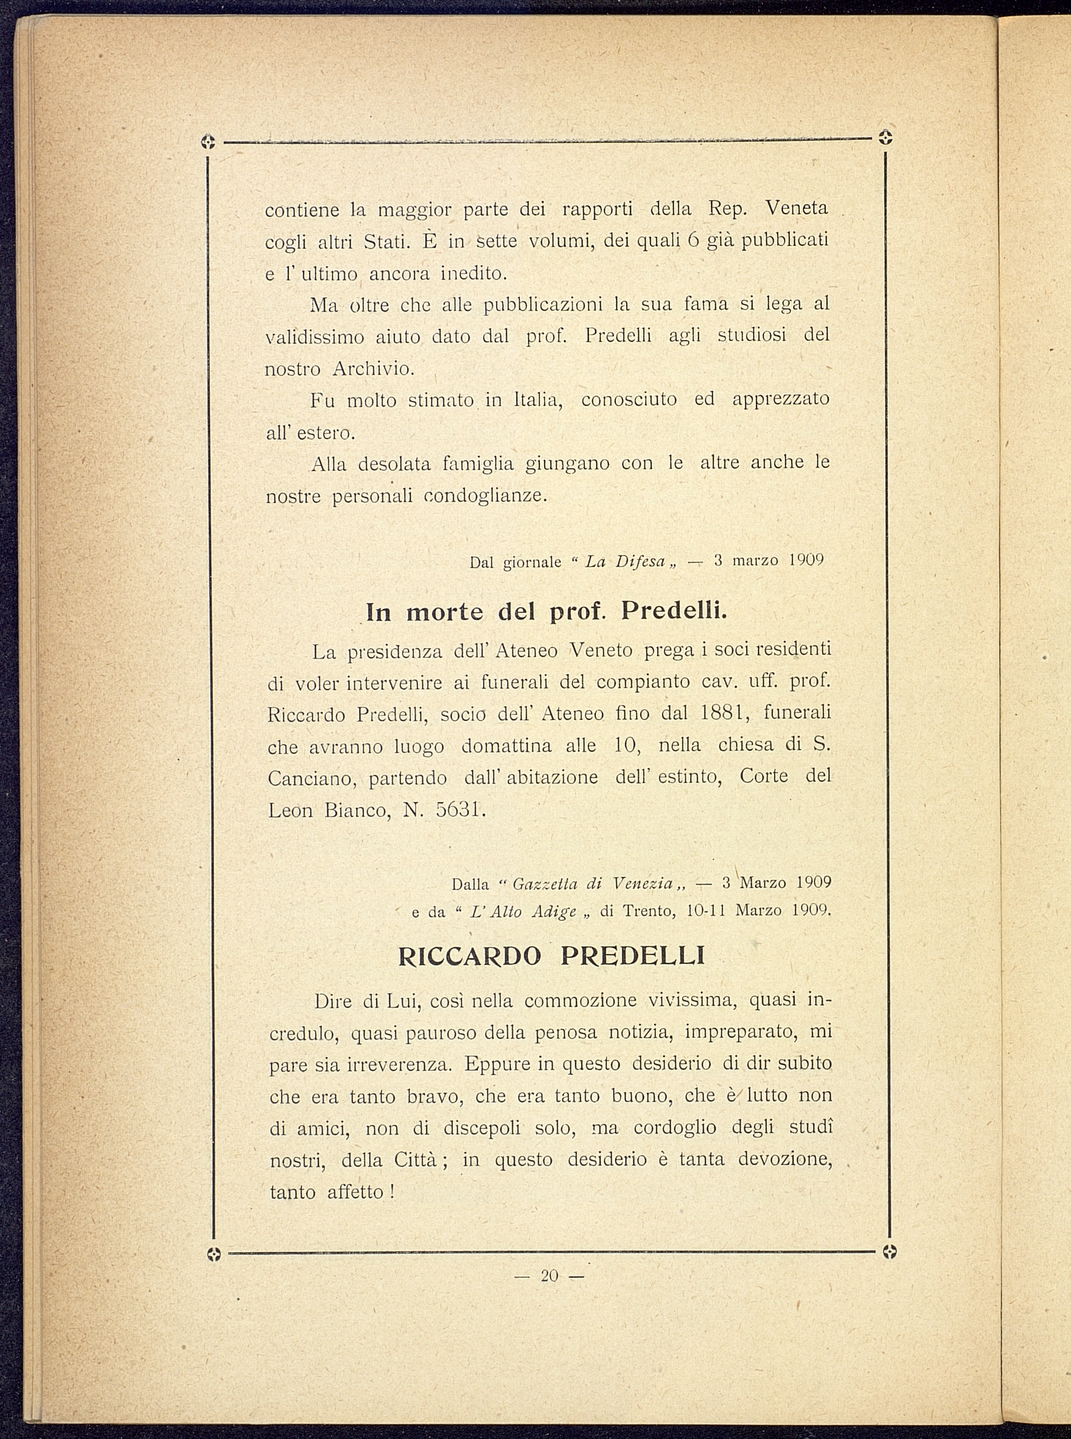 contiene la maggior parte dei rapporti della Rep. Veneta
cogli altri Stati. È in sette volumi, dei quali 6 già pubblicati
e l' ultimo ancora inedito.
Ma oltre che alle pubblicazioni la sua fama si lega al
validissimo aiuto dato dal prof. Predelli agli studiosi del
nostro Archivio.
Fu molto stimato in Italia, conosciuto ed apprezzato
all' estero.
Alla desolata famiglia giungano con le altre anche le
nostre personali condoglianze.
Dal giornale “ La Difesa „ — 3 marzo 1909
In morte del prof. Predelli.
La presidenza dell' Ateneo Veneto prega i soci residenti
di voler intervenire ai funerali del compianto cav. uff. prof.
Riccardo Predelli, socio dell' Ateneo fino dal 1881, funerali
che avranno luogo domattina alle 10, nella chiesa di S.
Canciano, partendo dall' abitazione dell' estinto, Corte del
Leon Bianco, N. 5631.
Dalla “ Gazzetta di Venezia „ — 3 Marzo 1909
e da “ L' Alto Adige „ di Trento, 10-11 Marzo 1909.
RICCARDO PREDELLI
Dire di Lui, così nella commozione vivissima, quasi in-
credulo, quasi pauroso della penosa notizia, impreparato, mi
pare sia irreverenza. Eppure in questo desiderio di dir subito
che era tanto bravo, che era tanto buono, che è lutto non
di amici, non di discepoli solo, ma cordoglio degli studî
nostri, della Città ; in questo desiderio è tanta devozione,
tanto affetto !
— 20 —